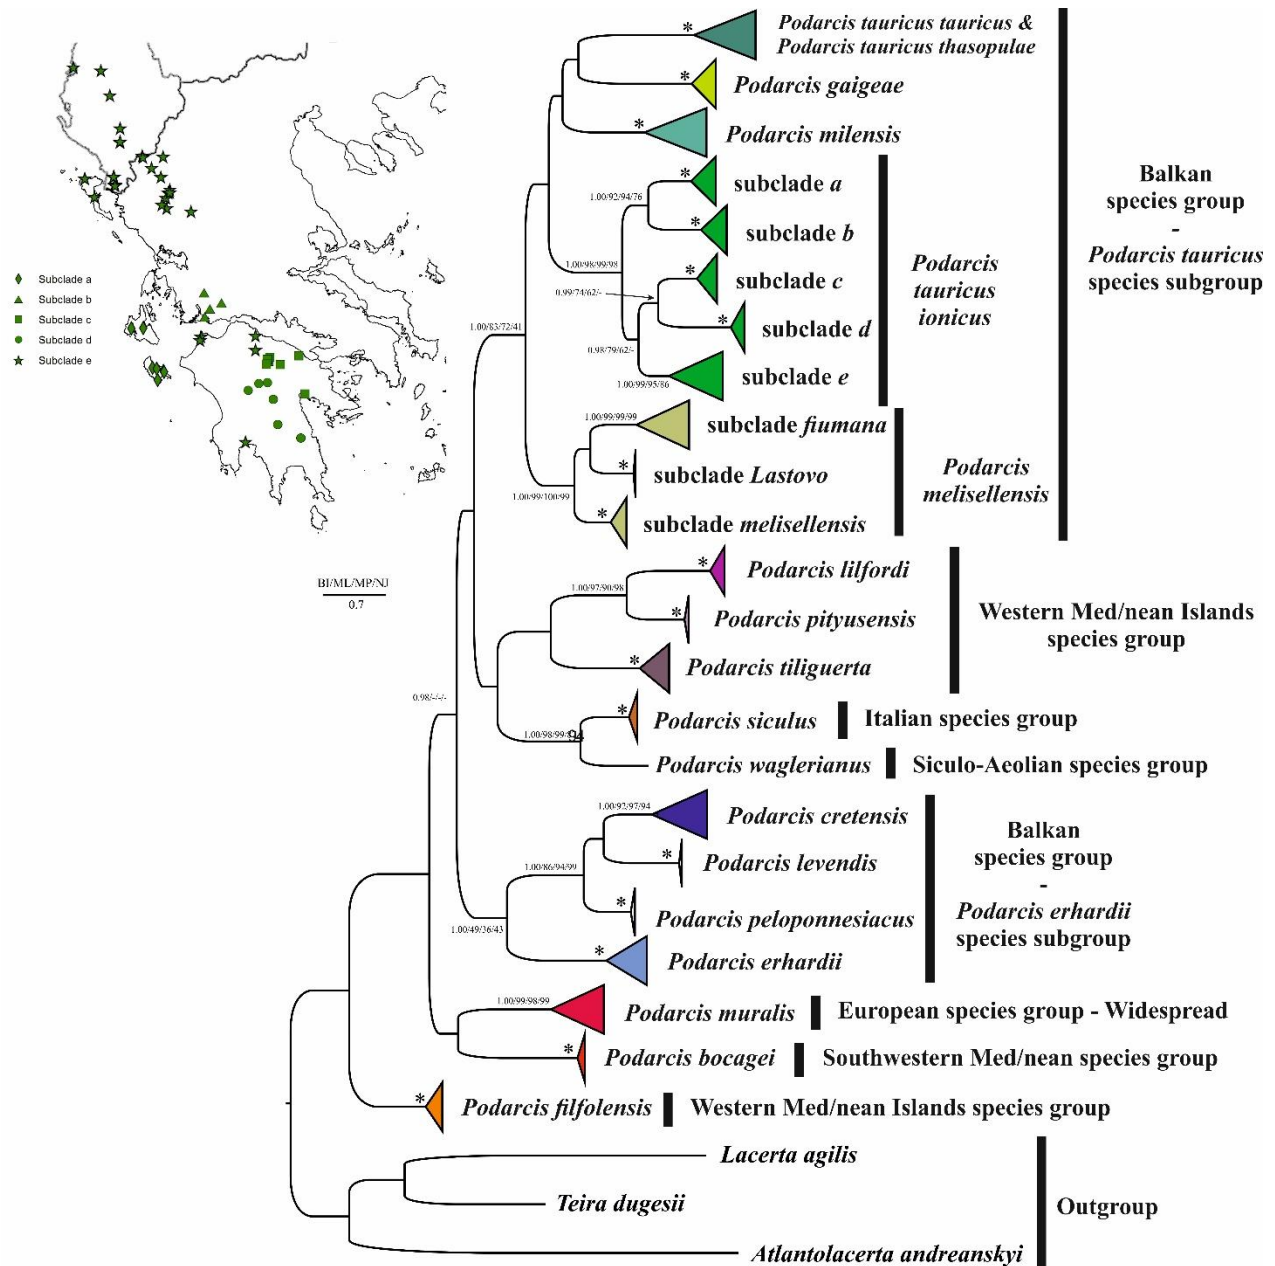 Subclade a
Subclade b
Subclade c
Subclade d
Subclade e
BI/ML/MP/NJ
0.7
*
Podarcis tauricus tauricus &
Podarcis tauricus thasopulae
*
Podarcis gaigeae
*
Podarcis milensis
1.00/92/94/76
*
subclade a
*
subclade b
1.00/98/99/98
0.99/74/62/-
*
subclade c
*
subclade d
0.98/79/62/-
1.00/99/95/86
subclade e
Podarcis
tauricus
ionicus
1.00/83/72/41
1.00/99/99/99
subclade fiumana
*
subclade Lastovo
1.00/99/100/99
*
subclade melisellensis
Podarcis
melisellensis
Balkan
species group
-
Podarcis tauricus
species subgroup
*
Podarcis lilfordi
1.00/97/90/98
*
Podarcis pityusensis
*
Podarcis tiliguerta
Western Med/nean Islands
species group
0.98/-/-/-
*
Podarcis siculus
Italian species group
1.00/98/99/
94
Podarcis waglerianus
Siculo-Aeolian species group
1.00/92/97/94
Podarcis cretensis
1.00/86/94/99
*
Podarcis levendis
*
Podarcis peloponnesiacus
1.00/49/36/43
*
Podarcis erhardii
Balkan
species group
-
Podarcis erhardii
species subgroup
1.00/99/98/99
Podarcis muralis
European species group - Widespread
*
Podarcis bocagei
Southwestern Med/nean species group
*
Podarcis filfolensis
Western Med/nean Islands species group
Lacerta agilis
Teira dugesii
Atlantolacerta andreanskyi
Outgroup